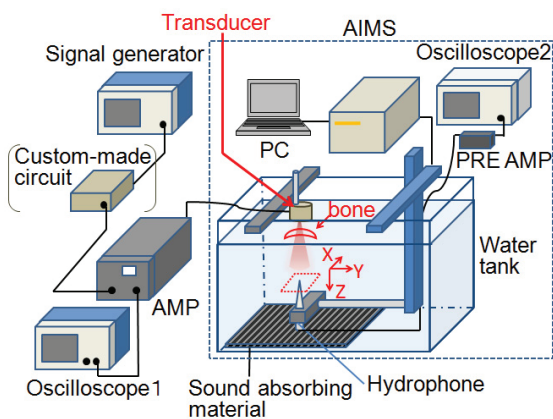 Transducer
AIMS
Signal generator
Oscilloscope2
PC
PRE AMP
Custom-made
circuit
bone
X
Y
Z
Water
tank
AMP
Oscilloscope1
Sound absorbing
material
Hydrophone